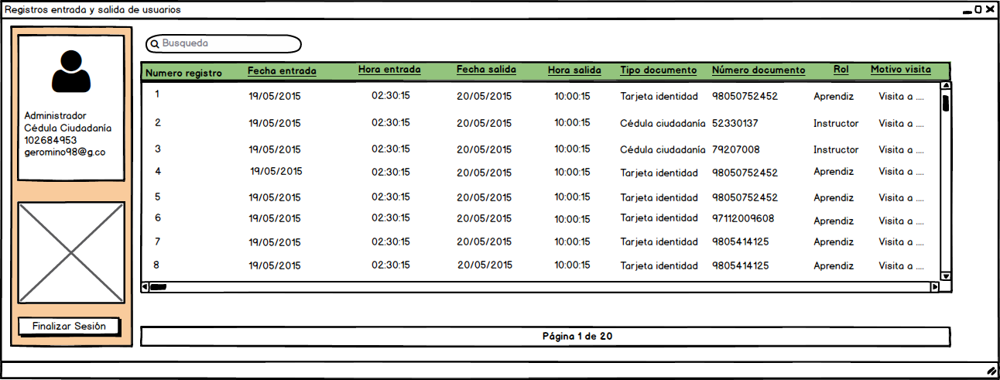 Registros entrada y salida de usuarios
Administrador
Cédula Ciudadanía
102684953
geromino98@g.co
Finalizar Sesión
Busqueda
Numero registro Fecha entrada Hora entrada Fecha salida Hora salida Tipo documento Número documento Rol Motivo visita
1 19/05/2015 02:30:15 20/05/2015 10:00:15 Tarjeta identidad 98050752452 Aprendiz Visita a ....
2 19/05/2015 02:30:15 20/05/2015 10:00:15 Cédula ciudadanía 52330137 Instructor Visita a ....
3 19/05/2015 02:30:15 20/05/2015 10:00:15 Cédula ciudadanía 79207008 Instructor Visita a ....
4 19/05/2015 02:30:15 20/05/2015 10:00:15 Tarjeta identidad 98050752452 Aprendiz Visita a ....
5 19/05/2015 02:30:15 20/05/2015 10:00:15 Tarjeta identidad 98050752452 Aprendiz Visita a ....
6 19/05/2015 02:30:15 20/05/2015 10:00:15 Tarjeta identidad 97112009608 Aprendiz Visita a ....
7 19/05/2015 02:30:15 20/05/2015 10:00:15 Tarjeta identidad 9805414125 Aprendiz Visita a ....
8 19/05/2015 02:30:15 20/05/2015 10:00:15 Tarjeta identidad 9805414125 Aprendiz Visita a ....
Página 1 de 20